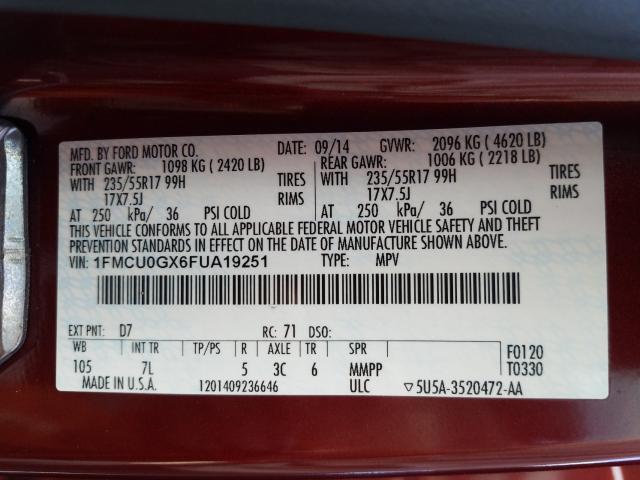 MFD. BY FORD MOTOR CO. DATE: 09/14 GVWR: 2096 KG ( 4620 LB)
FRONT GAWR: 1098 KG ( 2420 LB) REAR GAWR: 1006 KG ( 2218 LB)
WITH 235/55R17 99H TIRES WITH 235/55R17 99H TIRES
17X7.5J RIMS 17X7.5J RIMS
AT 250 kPa/ 36 PSI COLD AT 250 kPa/ 36 PSI COLD
THIS VEHICLE CONFORMS TO ALL APPLICABLE FEDERAL MOTOR VEHICLE SAFETY AND THEFT
PREVENTION STANDARDS IN EFFECT ON THE DATE OF MANUFACTURE SHOWN ABOVE.
VIN: 1FMCU0GX6FUA19251 TYPE: MPV
EXT PNT: D7 RC: 71 DSO:
WB INT TR TP/PS R AXLE TR SPR F0120
105 7L 5 3C 6 MMPP T0330
MADE IN U.S.A. 1201409236646 ULC ▽5U5A-3520472-AA